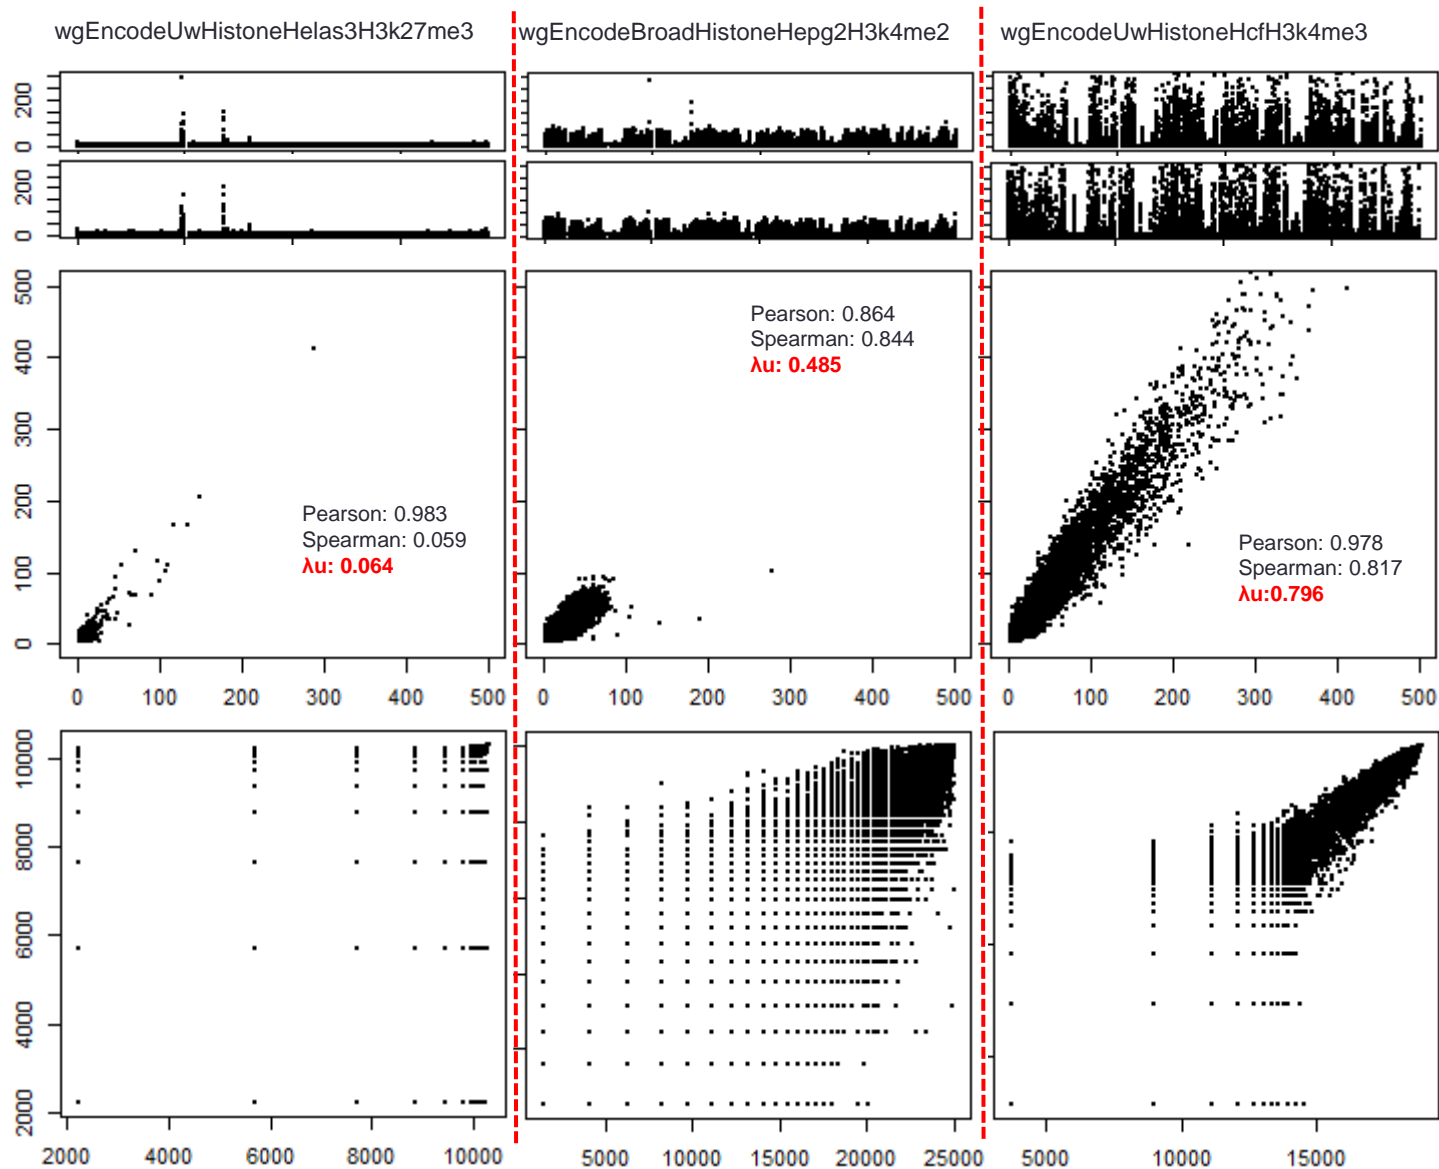 wgEncodeUwHistoneHelas3H3k27me3
wgEncodeBroadHistoneHepg2H3k4me2
wgEncodeUwHistoneHcfH3k4me3
200
0
200
0
500
400
300
200
100
0
Pearson: 0.983
Spearman: 0.059
λu: 0.064
Pearson: 0.864
Spearman: 0.844
λu: 0.485
Pearson: 0.978
Spearman: 0.817
λu:0.796
0 100 200 300 400 500
0 100 200 300 400 500
0 100 200 300 400 500
10000
8000
6000
4000
2000
2000 4000 6000 8000 10000
5000 10000 15000 20000 25000
5000 10000 15000